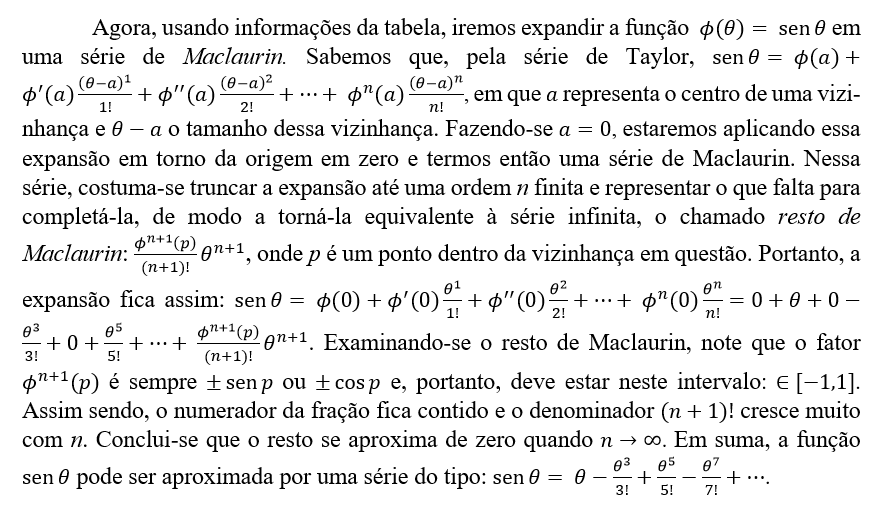 Agora, usando informações da tabela, iremos expandir a função ϕ(θ) = sen θ em
uma série de Maclaurin. Sabemos que, pela série de Taylor, sen θ = ϕ(a) +
ϕ′(a) (θ−a)¹/1! + ϕ′′(a) (θ−a)²/2! + ⋯ + ϕⁿ(a) (θ−a)ⁿ/n!, em que a representa o centro de uma vizi-
nhança e θ − a o tamanho dessa vizinhança. Fazendo-se a = 0, estaremos aplicando essa
expansão em torno da origem em zero e termos então uma série de Maclaurin. Nessa
série, costuma-se truncar a expansão até uma ordem n finita e representar o que falta para
completá-la, de modo a torná-la equivalente à série infinita, o chamado resto de
Maclaurin: ϕⁿ⁺¹(p)/(n+1)! θⁿ⁺¹, onde p é um ponto dentro da vizinhança em questão. Portanto, a
expansão fica assim: sen θ = ϕ(0) + ϕ′(0) θ¹/1! + ϕ′′(0) θ²/2! + ⋯ + ϕⁿ(0) θⁿ/n! = 0 + θ + 0 −
θ³/3! + 0 + θ⁵/5! + ⋯ + ϕⁿ⁺¹(p)/(n+1)! θⁿ⁺¹. Examinando-se o resto de Maclaurin, note que o fator
ϕⁿ⁺¹(p) é sempre ± sen p ou ± cos p e, portanto, deve estar neste intervalo: ∈ [−1,1].
Assim sendo, o numerador da fração fica contido e o denominador (n + 1)! cresce muito
com n. Conclui-se que o resto se aproxima de zero quando n → ∞. Em suma, a função
sen θ pode ser aproximada por uma série do tipo: sen θ = θ − θ³/3! + θ⁵/5! − θ⁷/7! + ⋯.